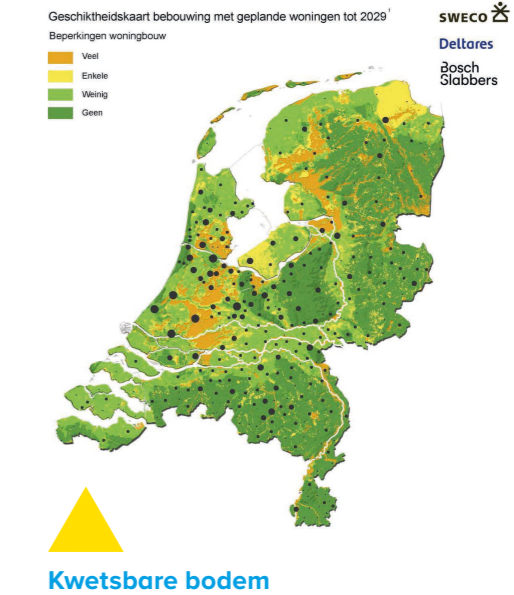 Geschiktheidskaart bebouwing met geplande woningen tot 2029¹
Beperkingen woningbouw
Veel
Enkele
Weinig
Geen
SWECO
Deltares
Bosch
Slabbers
Kwetsbare bodem